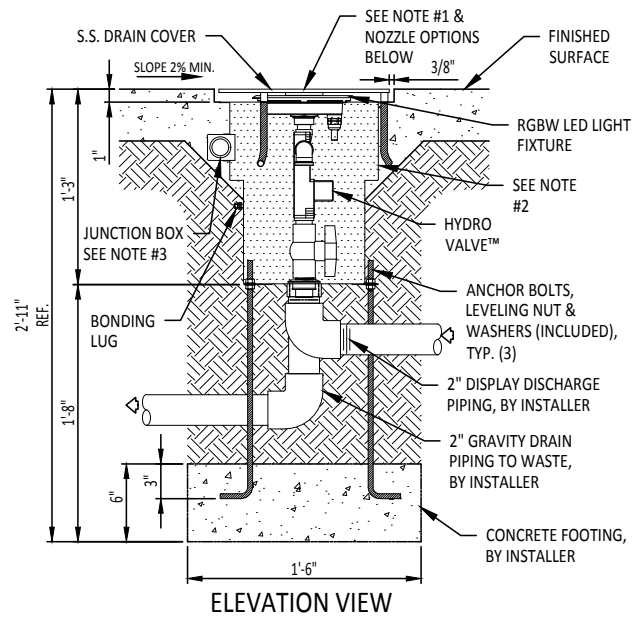 S.S. DRAIN COVER
SEE NOTE #1 &
NOZZLE OPTIONS
BELOW
FINISHED
SURFACE
SLOPE 2% MIN.
3/8"
RGBW LED LIGHT
FIXTURE
1"
1'-3"
SEE NOTE
#2
JUNCTION BOX
SEE NOTE #3
HYDRO
VALVE™
2'-11"
REF.
BONDING
LUG
ANCHOR BOLTS,
LEVELING NUT &
WASHERS (INCLUDED),
TYP. (3)
1'-8"
2" DISPLAY DISCHARGE
PIPING, BY INSTALLER
2" GRAVITY DRAIN
PIPING TO WASTE,
BY INSTALLER
6"
3"
CONCRETE FOOTING,
BY INSTALLER
1'-6"
ELEVATION VIEW